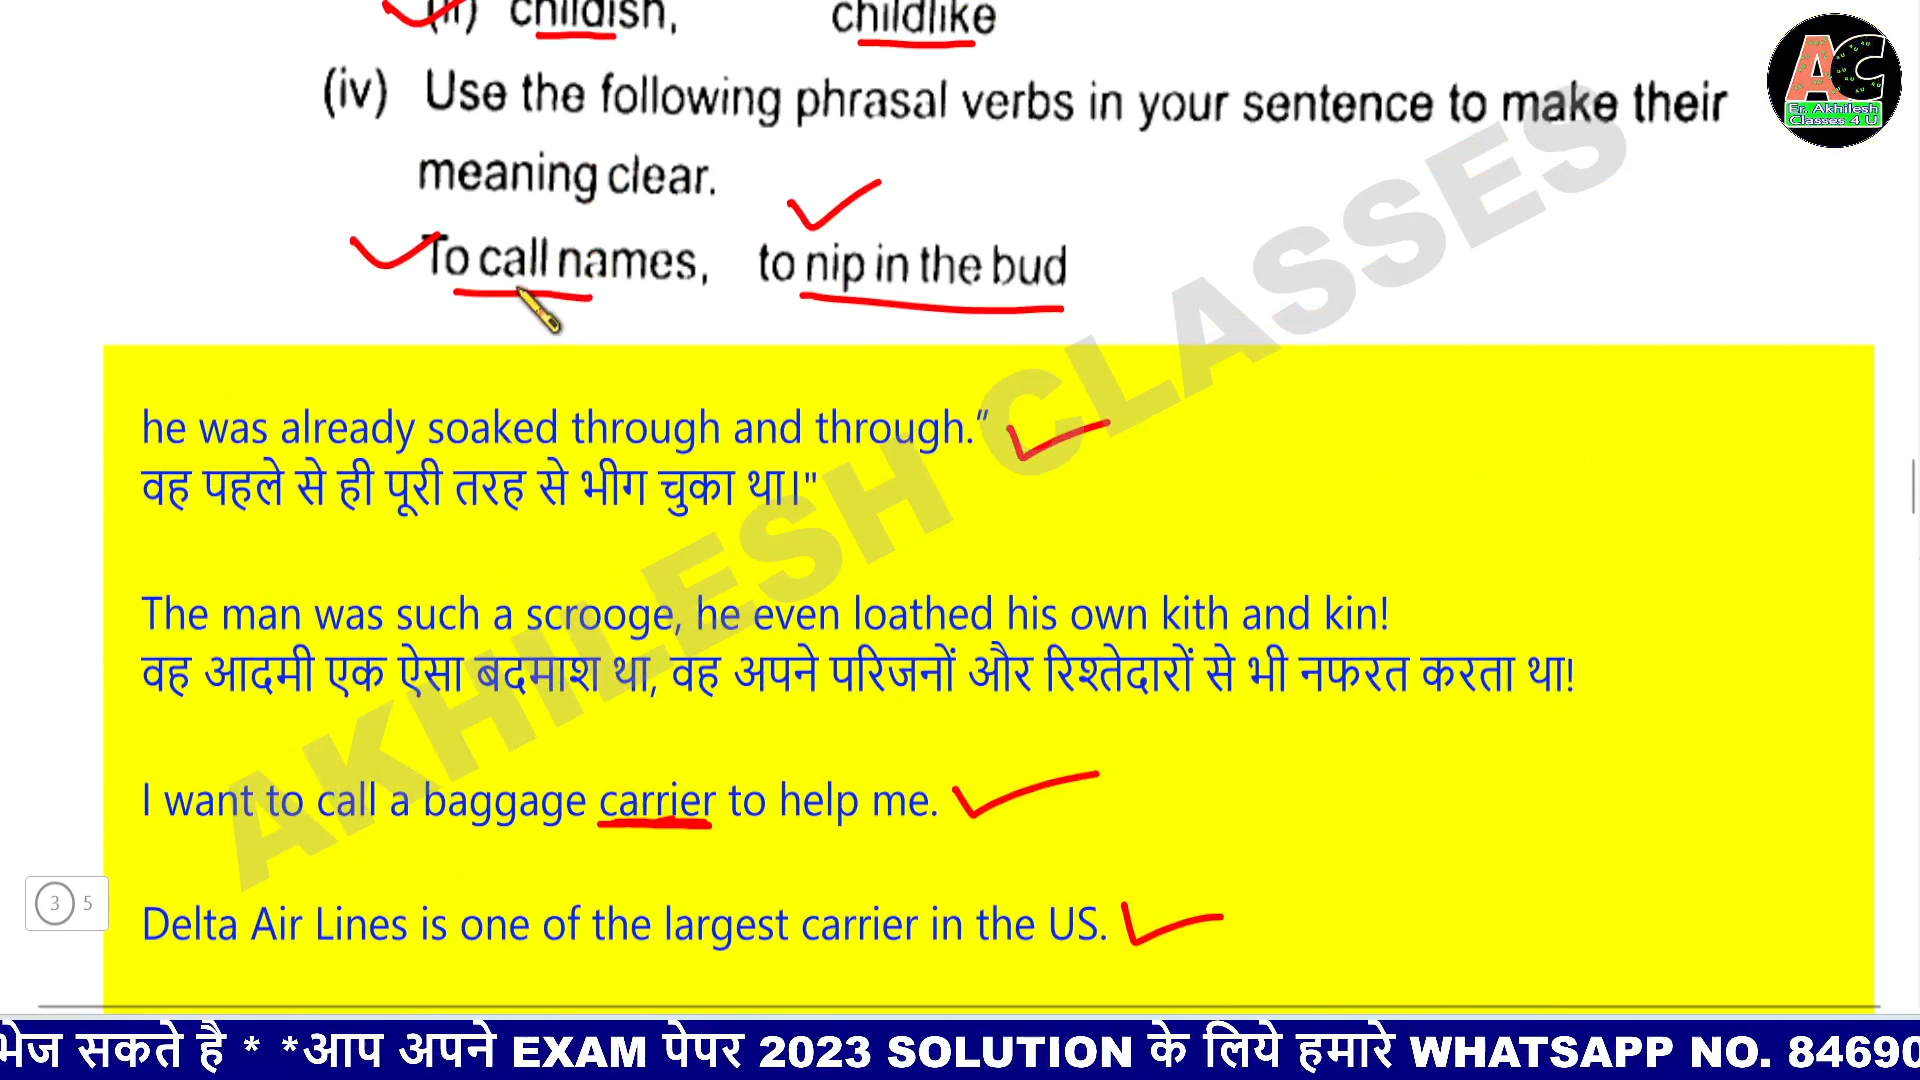 (iii) childish, childlike
(iv) Use the following phrasal verbs in your sentence to make their
meaning clear.
To call names, to nip in the bud
AC
Er. Akhilesh
Classes 4 U
AKHILESH CLASSES
he was already soaked through and through.”
वह पहले से ही पूरी तरह से भीग चुका था।"
The man was such a scrooge, he even loathed his own kith and kin!
वह आदमी एक ऐसा बदमाश था, वह अपने परिजनों और रिश्तेदारों से भी नफरत करता था!
I want to call a baggage carrier to help me.
Delta Air Lines is one of the largest carrier in the US.
3 5
भेज सकते है * *आप अपने EXAM पेपर 2023 SOLUTION के लिये हमारे WHATSAPP NO. 84690